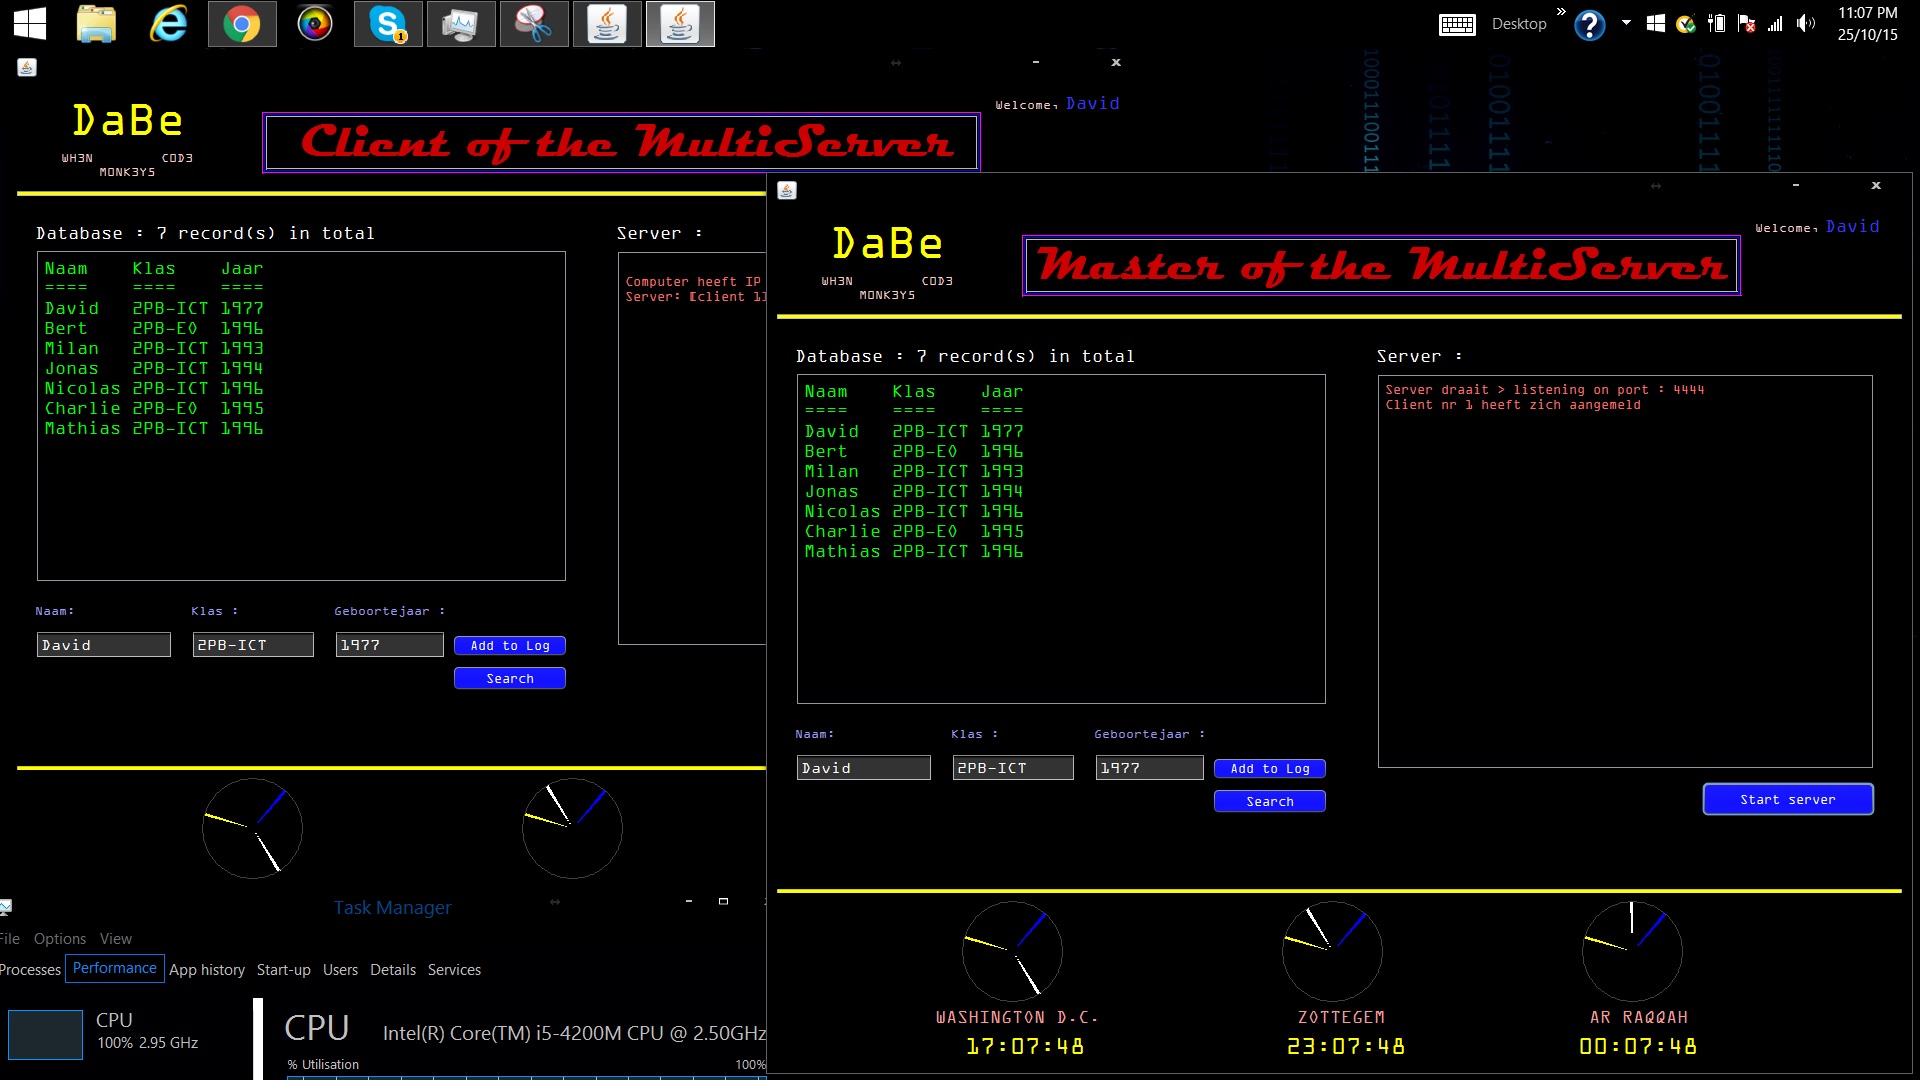 Desktop
11:07 PM
25/10/15
1
DaBe
WH3N COD3
MONK3YS
Client of the MultiServer
Welcome, David
Database : 7 record(s) in total
Naam Klas Jaar
==== ==== ====
David 2PB-ICT 1977
Bert 2PB-EO 1996
Milan 2PB-ICT 1993
Jonas 2PB-ICT 1994
Nicolas 2PB-ICT 1996
Charlie 2PB-EO 1995
Mathias 2PB-ICT 1996
Server :
Computer heeft IP
Server: [client 1]
Naam: Klas : Geboortejaar :
David 2PB-ICT 1977 Add to Log
Search
DaBe
WH3N COD3
MONK3YS
Master of the MultiServer
Welcome, David
Database : 7 record(s) in total
Naam Klas Jaar
==== ==== ====
David 2PB-ICT 1977
Bert 2PB-EO 1996
Milan 2PB-ICT 1993
Jonas 2PB-ICT 1994
Nicolas 2PB-ICT 1996
Charlie 2PB-EO 1995
Mathias 2PB-ICT 1996
Server :
Server draait > listening on port : 4444
Client nr 1 heeft zich aangemeld
Naam: Klas : Geboortejaar :
David 2PB-ICT 1977 Add to Log
Search
Start server
WASHINGTON D.C. ZOTTEGEM AR RAQQAH
17:07:48 23:07:48 00:07:48
Task Manager
File Options View
Processes Performance App history Start-up Users Details Services
CPU
100% 2.95 GHz
CPU Intel(R) Core(TM) i5-4200M CPU @ 2.50GHz
% Utilisation 100%